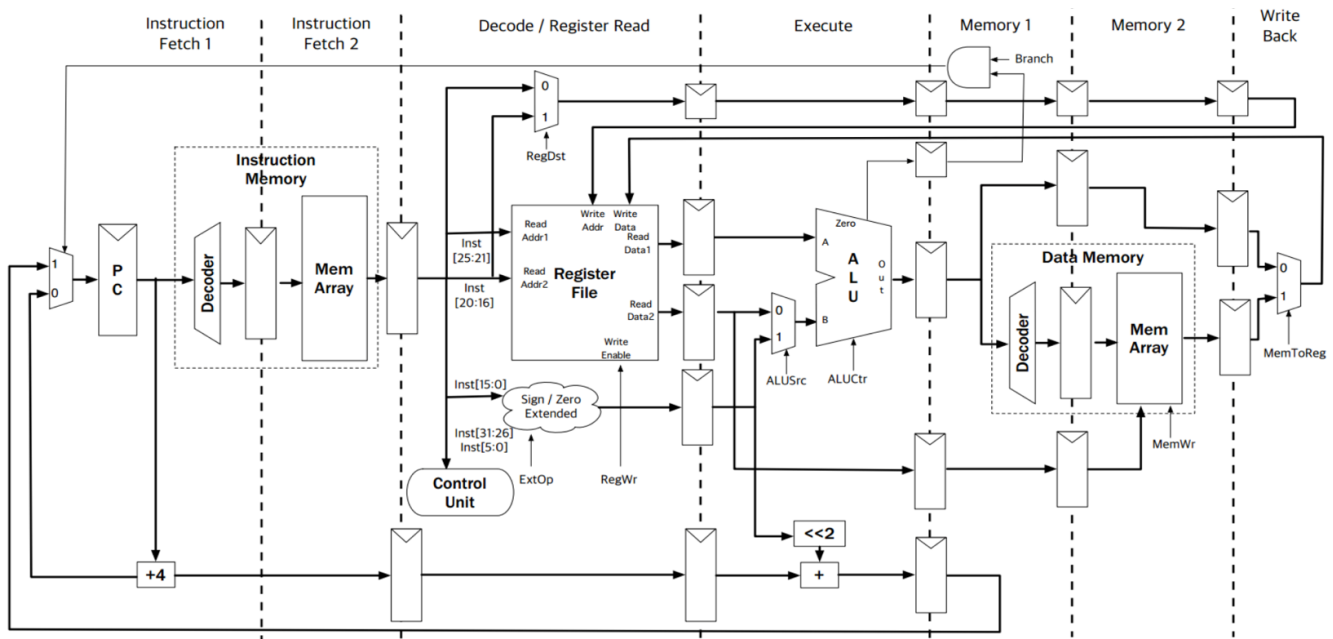 Instruction
Fetch 1
Instruction
Fetch 2
Decode / Register Read
Execute
Memory 1
Memory 2
Write
Back
Branch
0
1
RegDst
Instruction
Memory
Decoder
Mem
Array
1
0
P
C
Inst
[25:21]
Inst
[20:16]
Read
Addr1
Read
Addr2
Write
Addr
Write
Data
Read
Data1
Register
File
Read
Data2
Write
Enable
Zero
A
B
A
L
U
O
u
t
0
1
ALUSrc
ALUCtr
Data Memory
Decoder
Mem
Array
MemWr
0
1
MemToReg
Inst[15:0]
Sign / Zero
Extended
Inst[31:26]
Inst[5:0]
ExtOp
RegWr
Control
Unit
<<2
+4
+